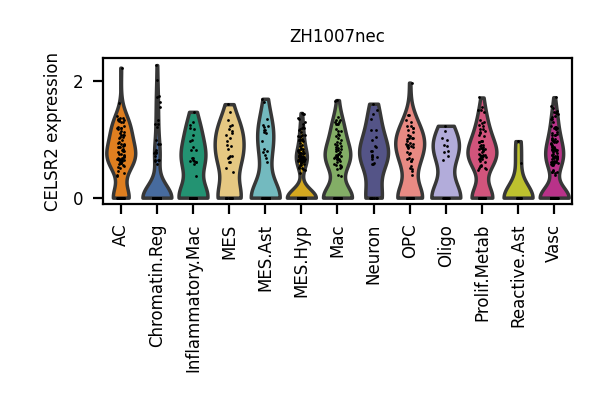 ZH1007nec
CELSR2 expression
2
0
AC
Chromatin.Reg
Inflammatory.Mac
MES
MES.Ast
MES.Hyp
Mac
Neuron
OPC
Oligo
Prolif.Metab
Reactive.Ast
Vasc